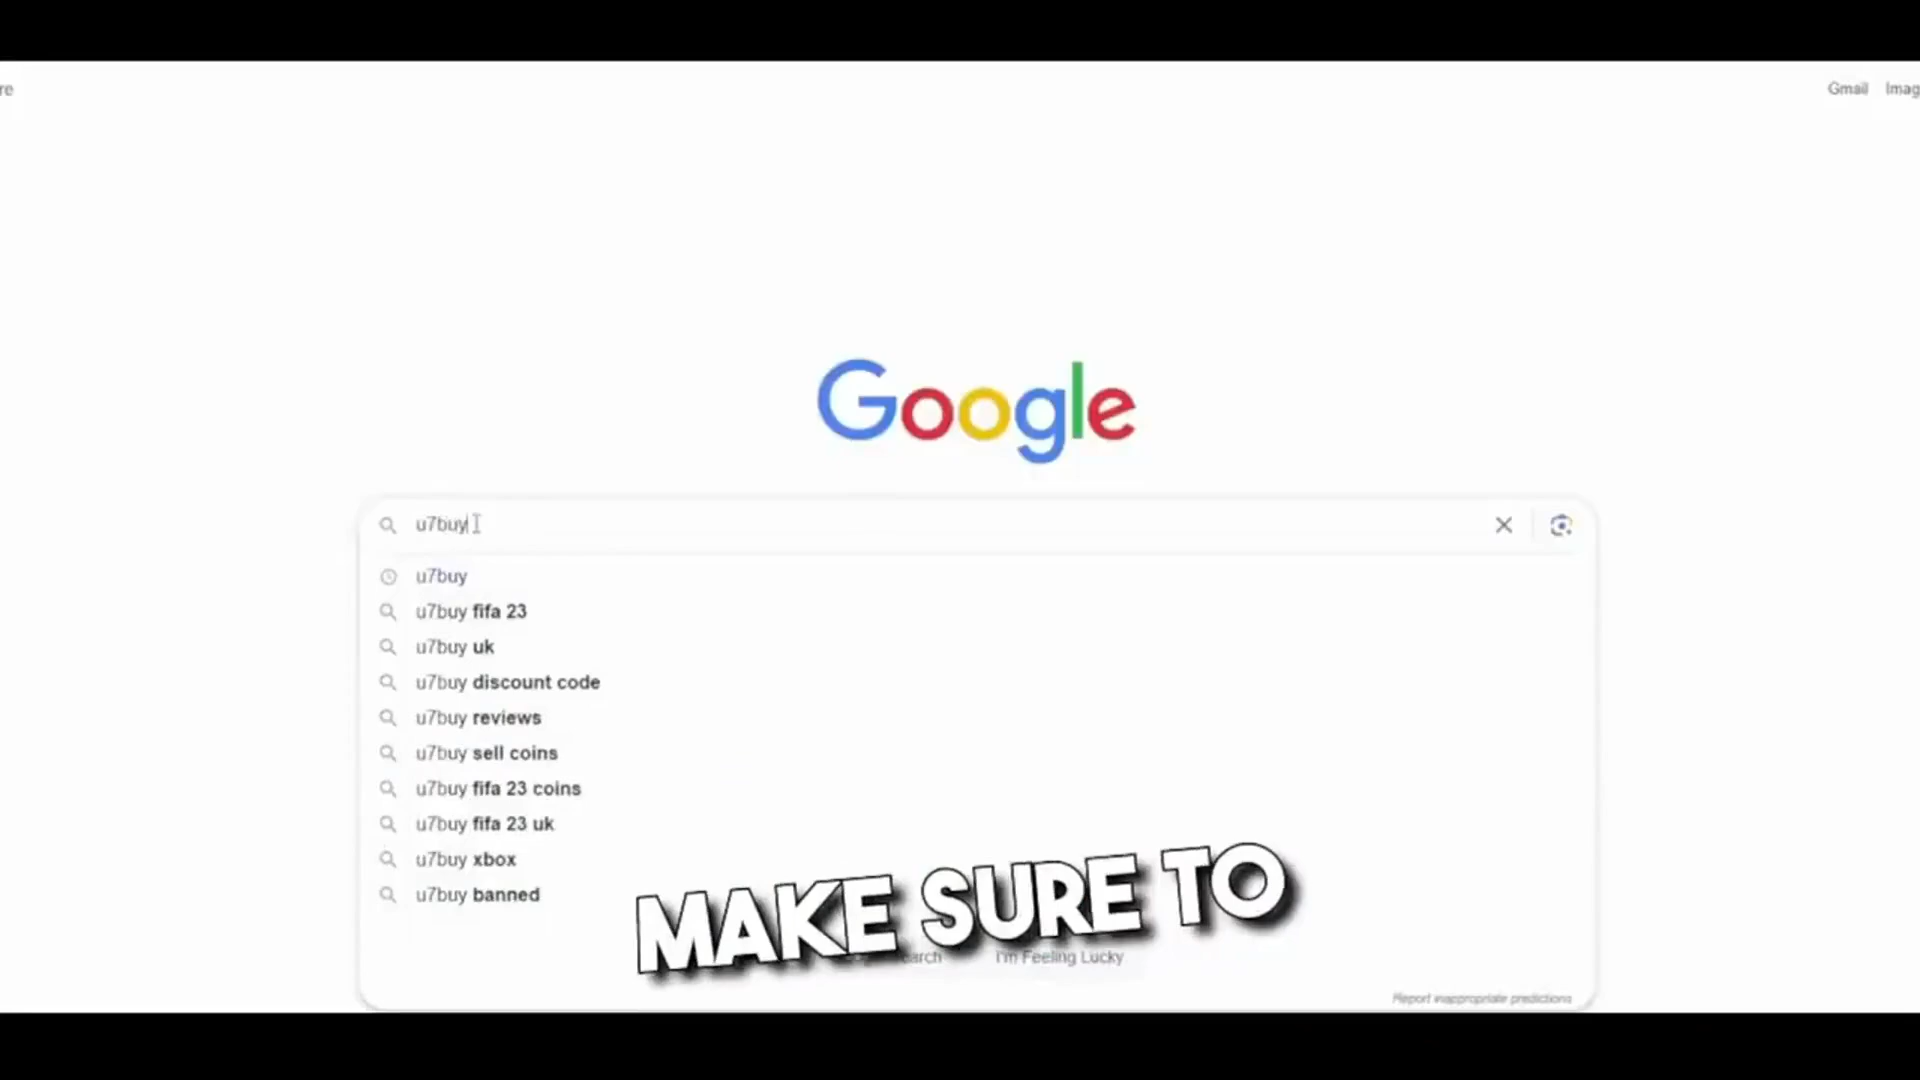 re
Gmail Imag
Google
u7buy
u7buy
u7buy fifa 23
u7buy uk
u7buy discount code
u7buy reviews
u7buy sell coins
u7buy fifa 23 coins
u7buy fifa 23 uk
u7buy xbox
u7buy banned
MAKE SURE TO
arch I'm Feeling Lucky
Report inappropriate predictions